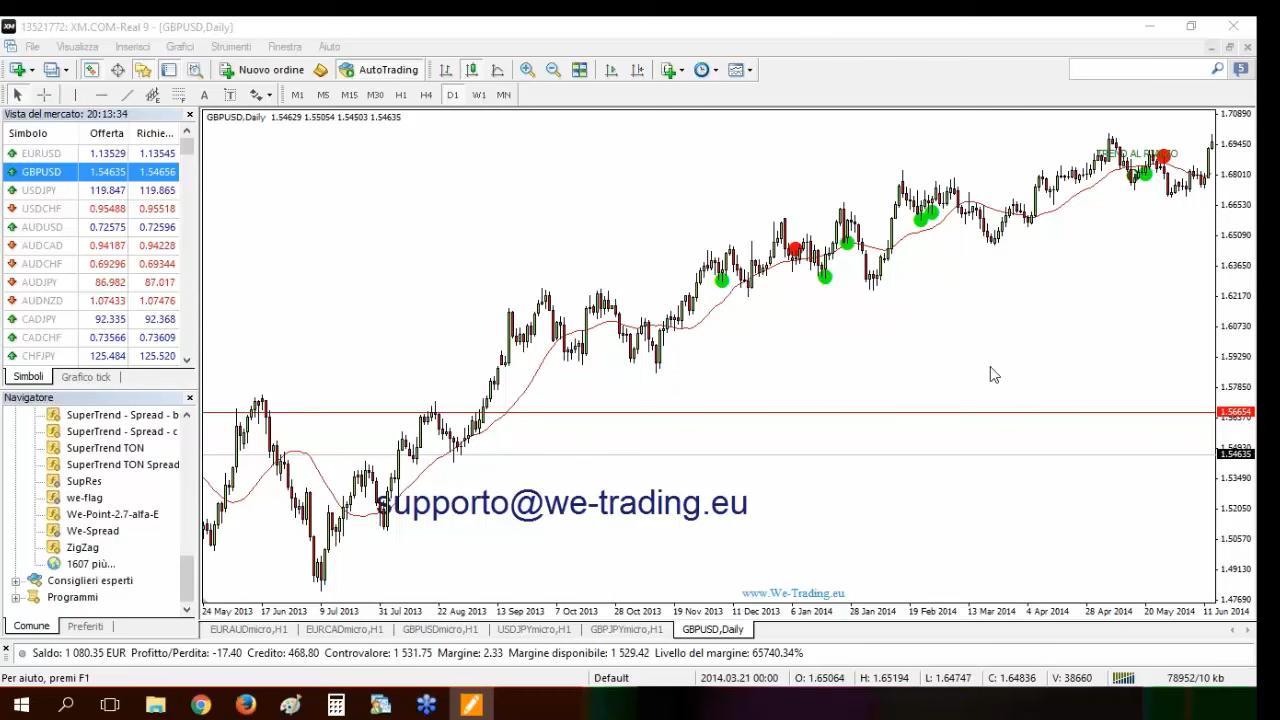 13521772: XM.COM-Real 9 - [GBPUSD,Daily]
File Visualizza Inserisci Grafici Strumenti Finestra Aiuto
Nuovo ordine AutoTrading 5
A T M1 M5 M15 M30 H1 H4 D1 W1 MN
Vista del mercato: 20:13:34
Simbolo Offerta Richie...
EURUSD 1.13529 1.13545
GBPUSD 1.54635 1.54656
USDJPY 119.847 119.865
USDCHF 0.95488 0.95518
AUDUSD 0.72575 0.72596
AUDCAD 0.94187 0.94228
AUDCHF 0.69296 0.69344
AUDJPY 86.982 87.017
AUDNZD 1.07433 1.07476
CADJPY 92.335 92.368
CADCHF 0.73566 0.73609
CHFJPY 125.484 125.520
Simboli Grafico tick
Navigatore
SuperTrend - Spread - b
SuperTrend - Spread - c
SuperTrend TON
SuperTrend TON Spread
SupRes
we-flag
We-Point-2.7-alfa-E
We-Spread
ZigZag
1607 più...
Consiglieri esperti
Programmi
Comune Preferiti
GBPUSD,Daily 1.54629 1.55054 1.54503 1.54635
supporto@we-trading.eu
www.We-Trading.eu
1.70890
1.69450
1.68010
1.66530
1.65090
1.63650
1.62170
1.60730
1.59290
1.57850
1.56654
1.54930
1.54635
1.53490
1.52050
1.50570
1.49130
1.47690
24 May 2013 17 Jun 2013 9 Jul 2013 31 Jul 2013 22 Aug 2013 13 Sep 2013 7 Oct 2013 28 Oct 2013 19 Nov 2013 11 Dec 2013 6 Jan 2014 28 Jan 2014 19 Feb 2014 13 Mar 2014 4 Apr 2014 28 Apr 2014 20 May 2014 11 Jun 2014
EURAUDmicro,H1 EURCADmicro,H1 GBPUSDmicro,H1 USDJPYmicro,H1 GBPJPYmicro,H1 GBPUSD,Daily
Saldo: 1 080.35 EUR Profitto/Perdita: -17.40 Credito: 468.80 Controvalore: 1 531.75 Margine: 2.33 Margine disponibile: 1 529.42 Livello del margine: 65740.34%
Per aiuto, premi F1 Default 2014.03.21 00:00 O: 1.65064 H: 1.65194 L: 1.64747 C: 1.64836 V: 38660 78952/10 kb